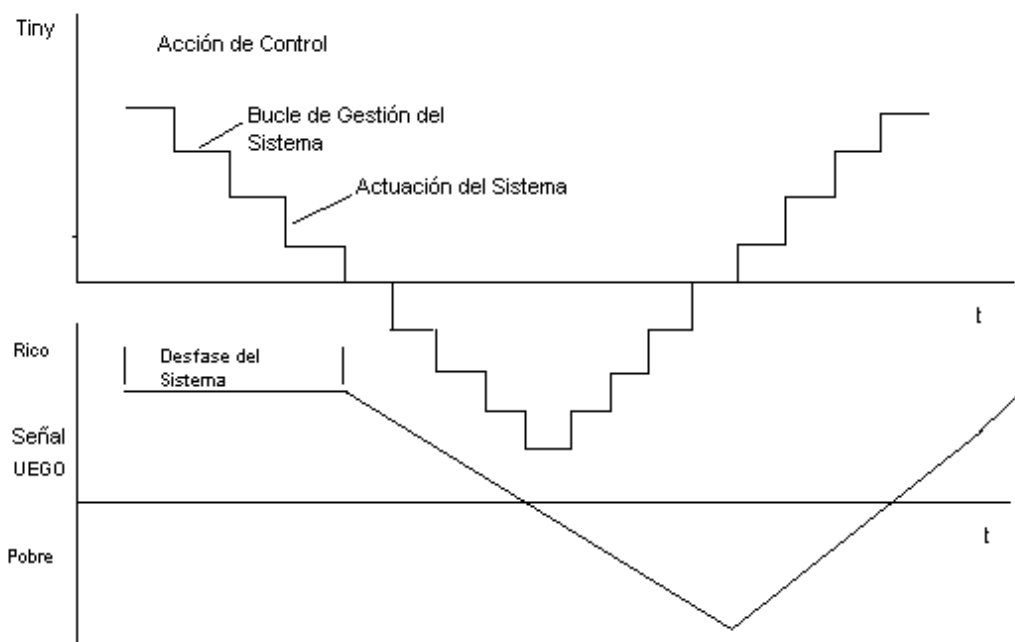 Tiny
Acción de Control
Bucle de Gestión del
Sistema
Actuación del Sistema
t
Rico
Desfase del
Sistema
Señal
UEGO
t
Pobre